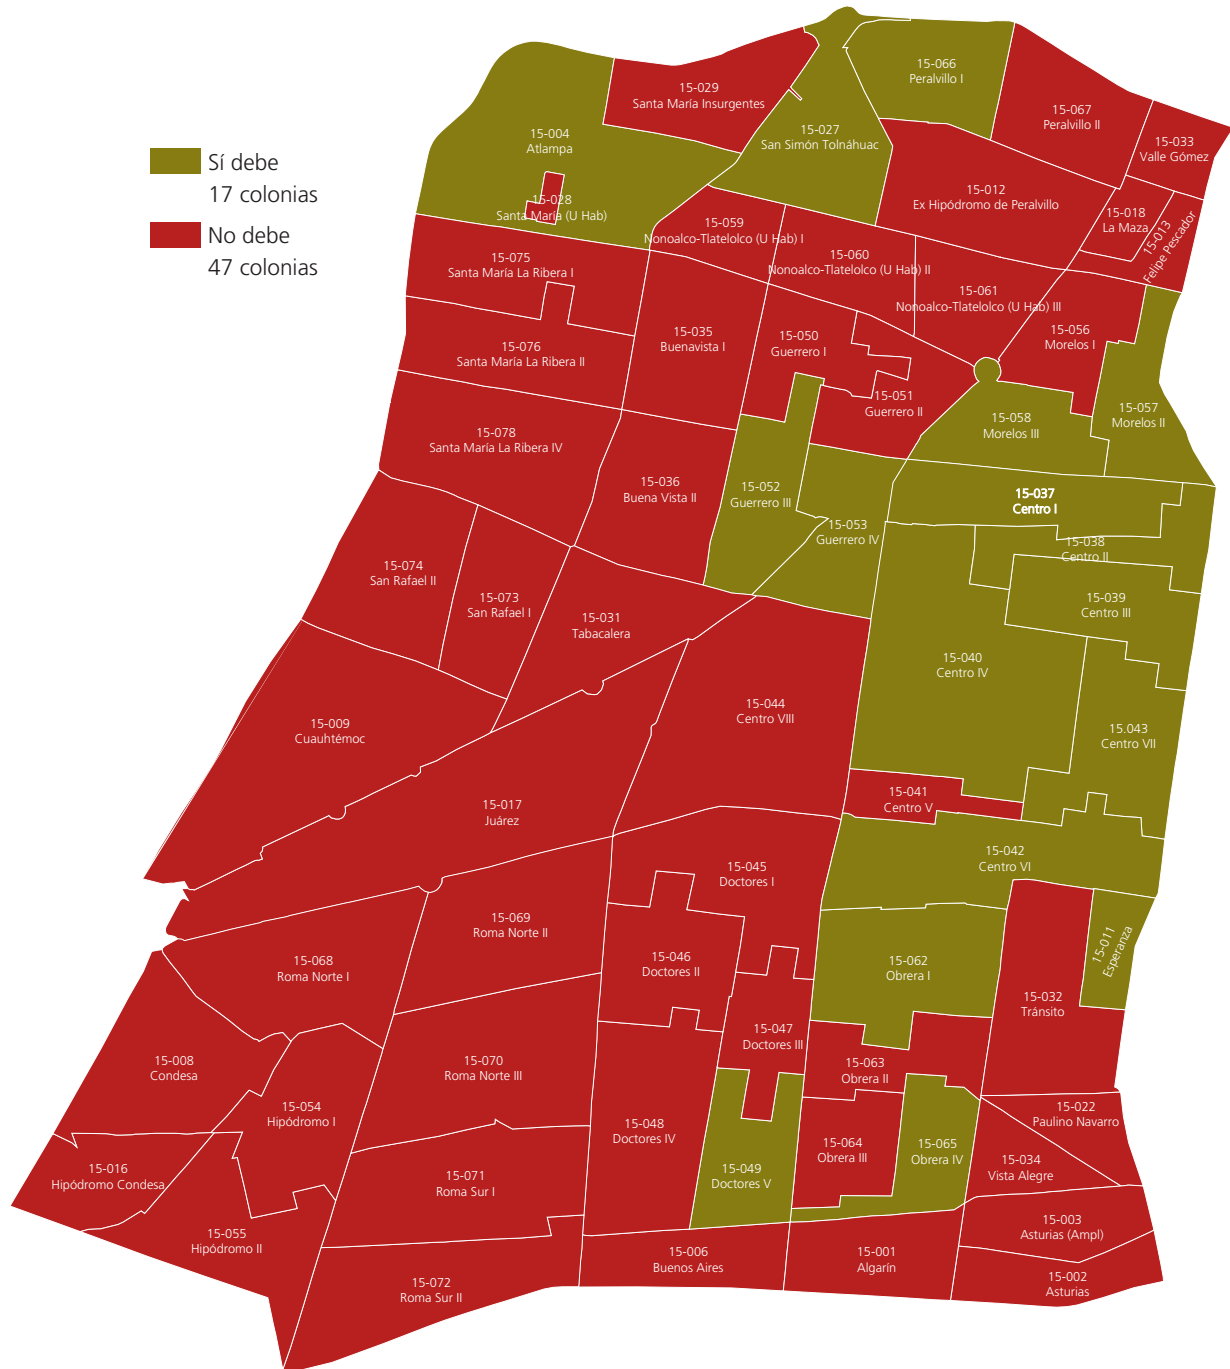 Sí debe
17 colonias
No debe
47 colonias
15-066
Peralvillo I
15-029
Santa María Insurgentes
15-067
Peralvillo II
15-004
Atlampa
15-027
San Simón Tolnáhuac
15-033
Valle Gómez
15-012
Ex Hipódromo de Peralvillo
15-028
Santa María (U Hab)
15-018
La Maza
15-013
Felipe Pescador
15-059
Nonoalco-Tlatelolco (U Hab) I
15-060
Nonoalco-Tlatelolco (U Hab) II
15-061
Nonoalco-Tlatelolco (U Hab) III
15-075
Santa María La Ribera I
15-035
Buenavista I
15-050
Guerrero I
15-056
Morelos I
15-076
Santa María La Ribera II
15-051
Guerrero II
15-057
Morelos II
15-058
Morelos III
15-078
Santa María La Ribera IV
15-036
Buena Vista II
15-052
Guerrero III
15-037
Centro I
15-053
Guerrero IV
15-038
Centro II
15-074
San Rafael II
15-073
San Rafael I
15-031
Tabacalera
15-039
Centro III
15-040
Centro IV
15-044
Centro VIII
15-009
Cuauhtémoc
15.043
Centro VII
15-041
Centro V
15-017
Juárez
15-042
Centro VI
15-045
Doctores I
15-069
Roma Norte II
15-011
Esperanza
15-068
Roma Norte I
15-046
Doctores II
15-062
Obrera I
15-032
Tránsito
15-047
Doctores III
15-008
Condesa
15-070
Roma Norte III
15-063
Obrera II
15-054
Hipódromo I
15-022
Paulino Navarro
15-048
Doctores IV
15-064
Obrera III
15-065
Obrera IV
15-016
Hipódromo Condesa
15-071
Roma Sur I
15-049
Doctores V
15-034
Vista Alegre
15-055
Hipódromo II
15-003
Asturias (Ampl)
15-006
Buenos Aires
15-001
Algarín
15-072
Roma Sur II
15-002
Asturias